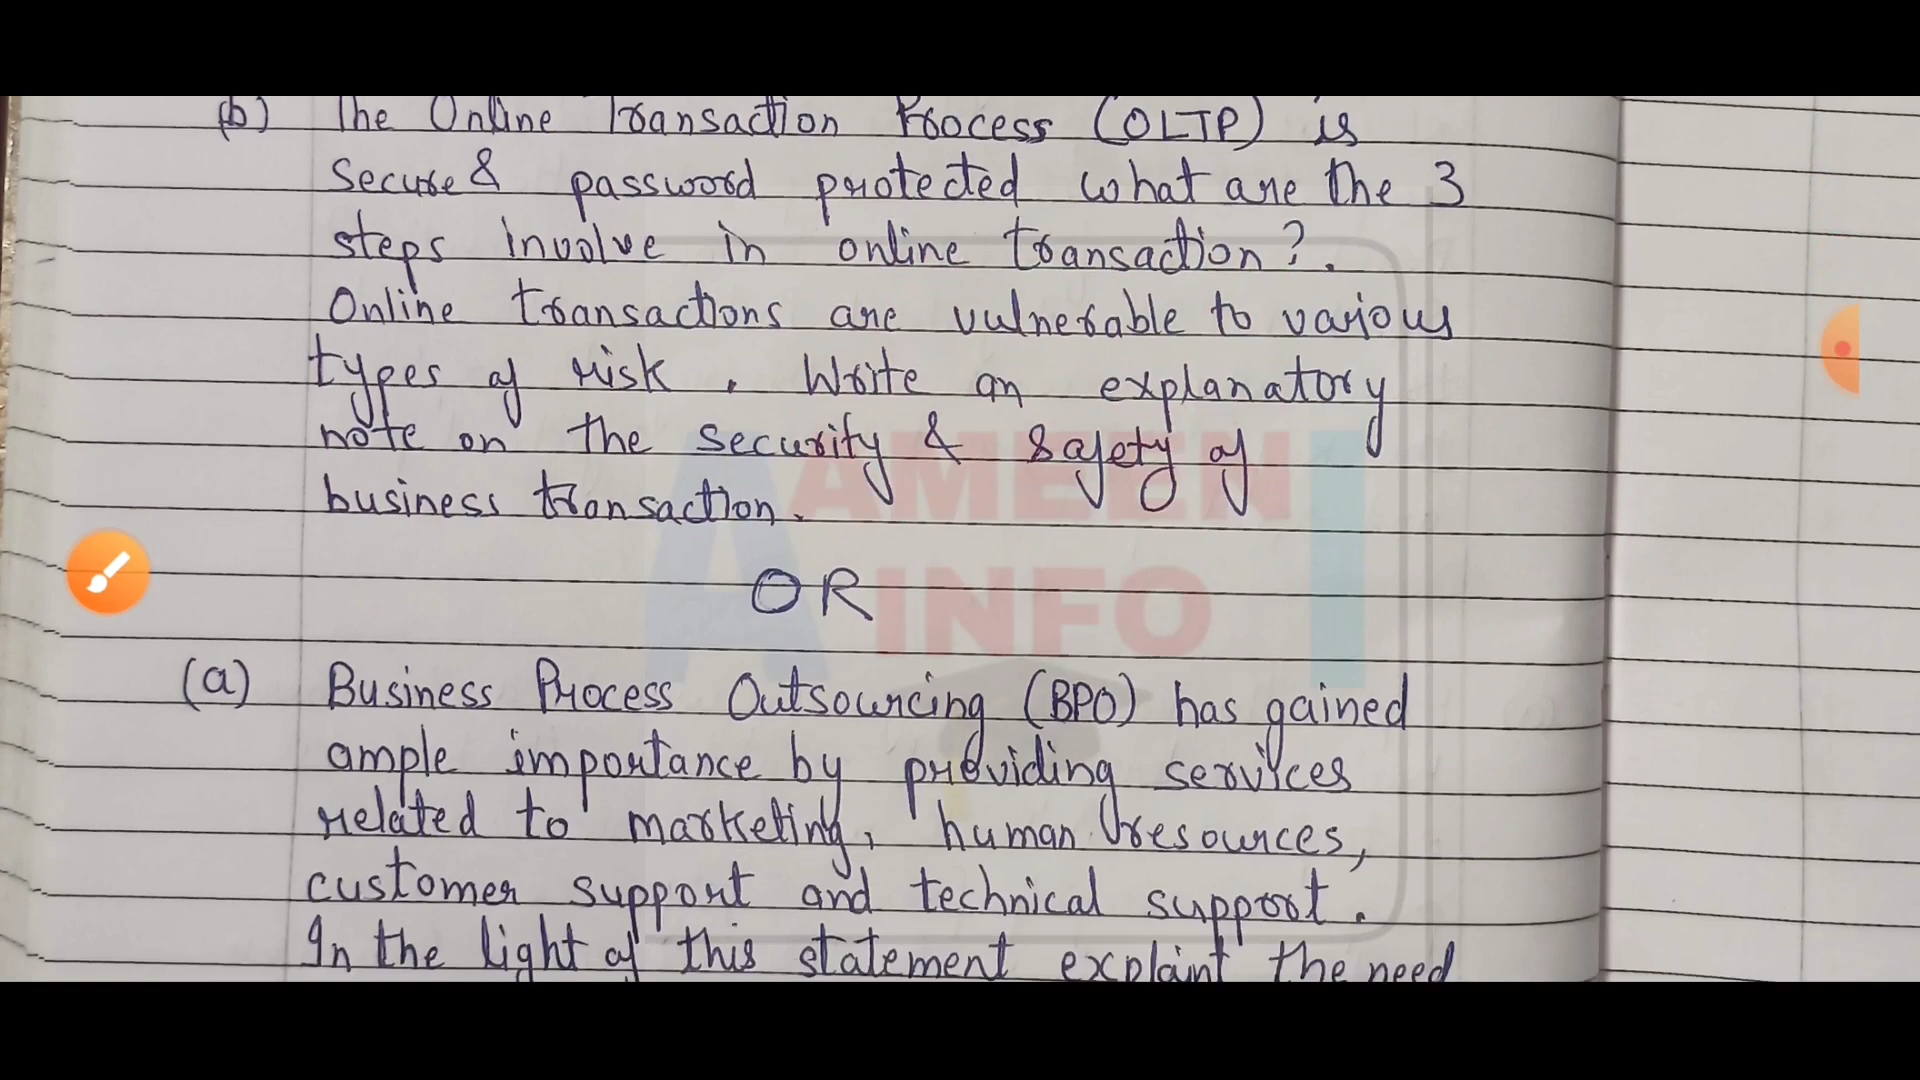 (b) The Online Transaction Process (OLTP) is
Secure & password protected what are the 3
steps involve in online transaction?.
Online transactions are vulnerable to various
types of risk. Write an explanatory
note on the security & safety of
business transaction.
OR
(a) Business Process Outsourcing (BPO) has gained
ample importance by providing services
related to marketing, human resources,
customer support and technical support.
In the light of this statement explaint the need
AMEEN
INFO